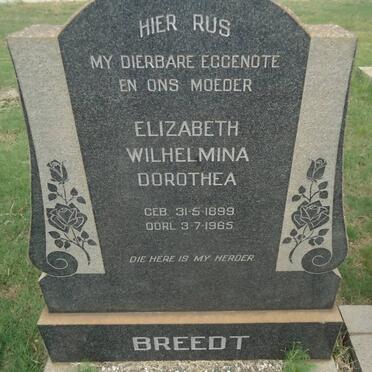 HIER RUS
MY DIERBARE EGGENOTE
EN ONS MOEDER
ELIZABETH
WILHELMINA
DOROTHEA
GEB. 31-5-1899
OORL. 3-7-1965
DIE HERE IS MY HERDER
BREEDT